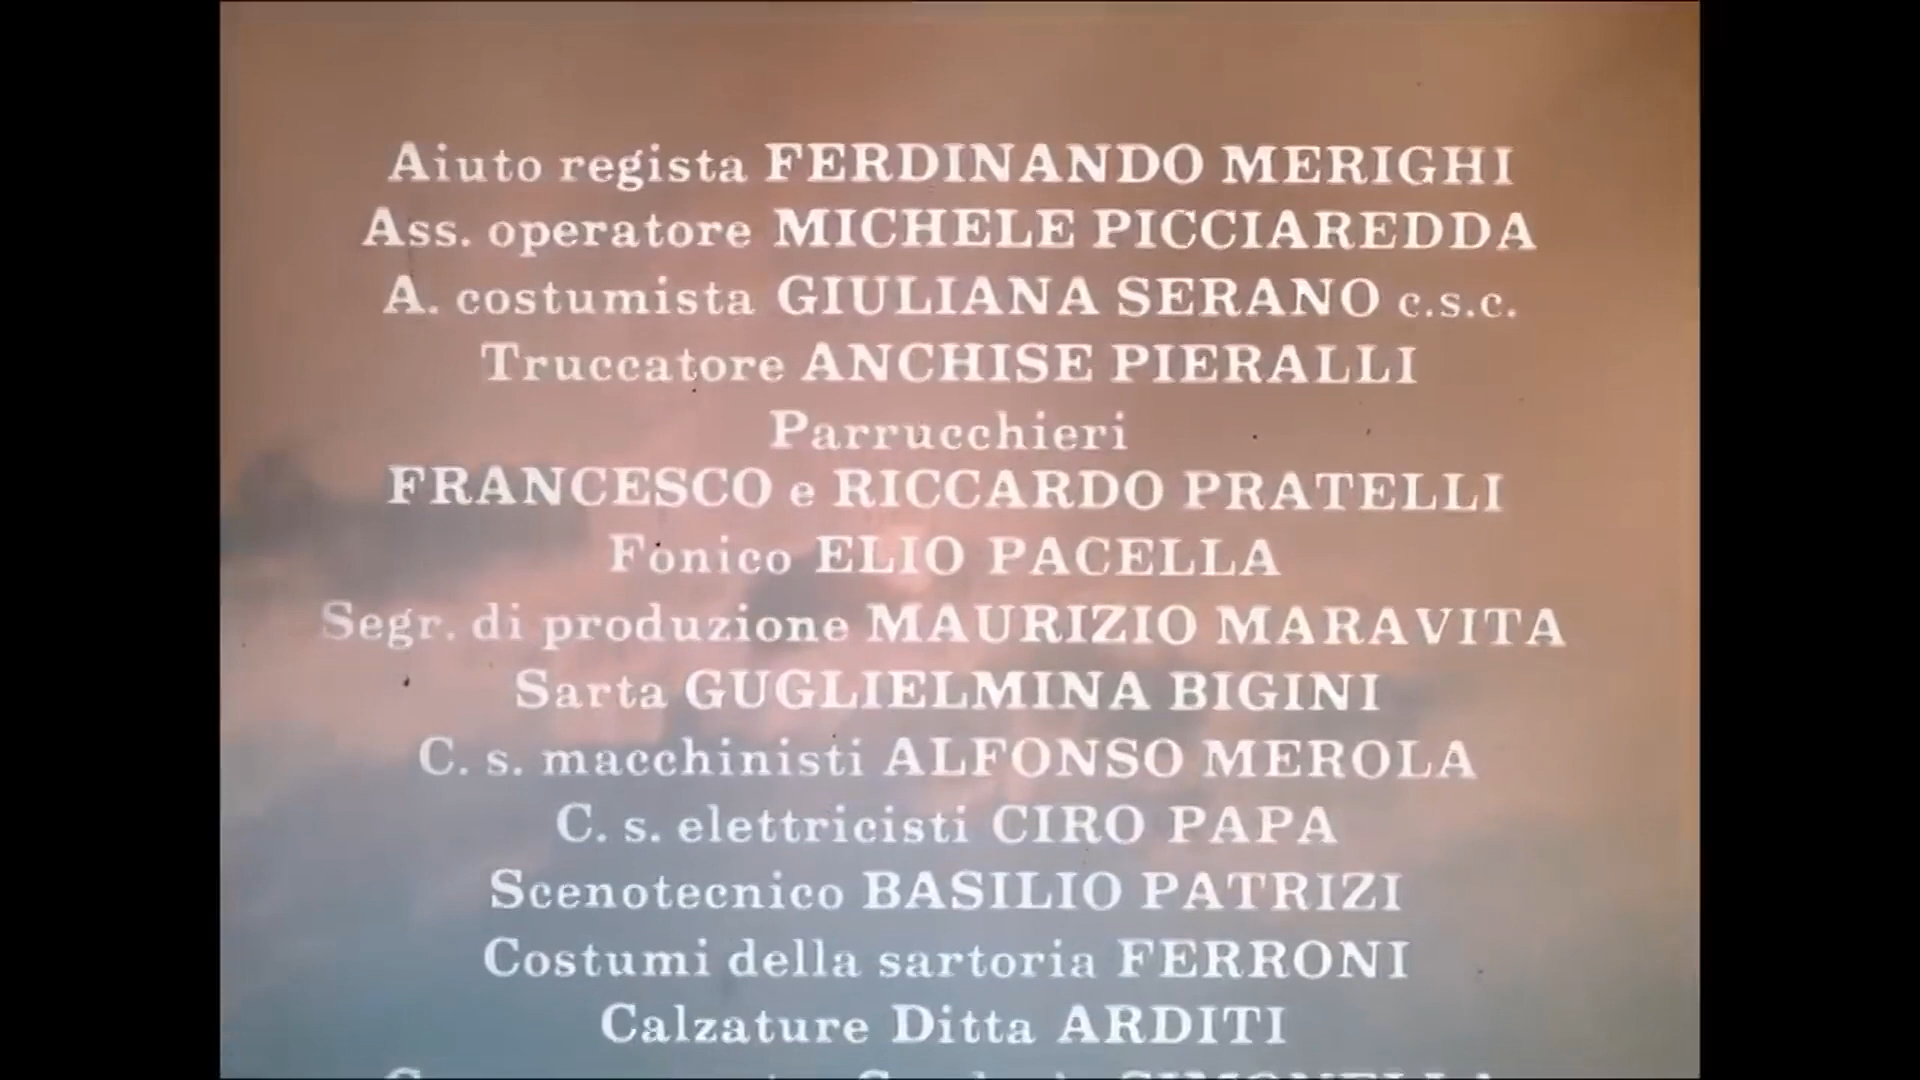 Aiuto regista FERDINANDO MERIGHI
Ass. operatore MICHELE PICCIAREDDA
A. costumista GIULIANA SERANO c.s.c.
Truccatore ANCHISE PIERALLI
Parrucchieri
FRANCESCO e RICCARDO PRATELLI
Fonico ELIO PACELLA
Segr. di produzione MAURIZIO MARAVITA
Sarta GUGLIELMINA BIGINI
C. s. macchinisti ALFONSO MEROLA
C. s. elettricisti CIRO PAPA
Scenotecnico BASILIO PATRIZI
Costumi della sartoria FERRONI
Calzature Ditta ARDITI